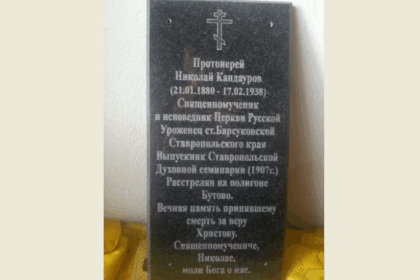 Протоиерей
Николай Кандауров
(21.01.1880 - 17.02.1938)
Священномученик
и исповедник Церкви Русской
Уроженец ст.Барсуковской
Ставропольского края
Выпускник Ставропольской
Духовной семинарии (1907г.)
Расстрелян на полигоне
Бутово.
Вечная память принявшему
смерть за веру
Христову.
Священномучениче,
Николае,
моли Бога о нас.